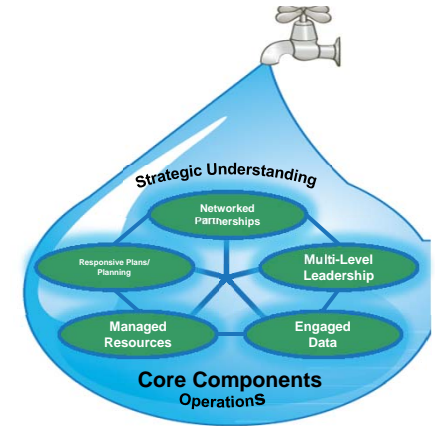 Strategic Understanding
Networked
Partnerships
Responsive Plans/
Planning
Multi-Level
Leadership
Managed
Resources
Engaged
Data
Core Components
Operations